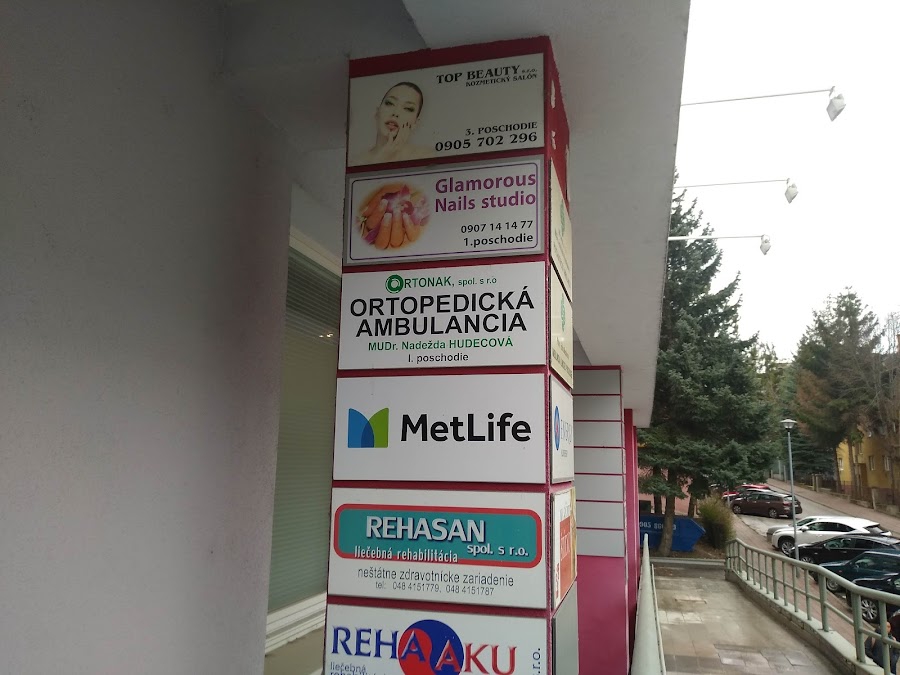 TOP BEAUTY s.r.o.
KOZMETICKÝ SALÓN
3. POSCHODIE
0905 702 296
Glamorous
Nails studio
0907 14 14 77
1.poschodie
ORTONAK, spol. s r.o
ORTOPEDICKÁ
AMBULANCIA
MUDr. Nadežda HUDECOVÁ
I. poschodie
MetLife
REHASAN
spol. s r.o.
liečebná rehabilitácia
neštátne zdravotnícke zariadenie
tel: 048 4151779, 048 4151787
REHA AKU
liečebná
s.r.o.